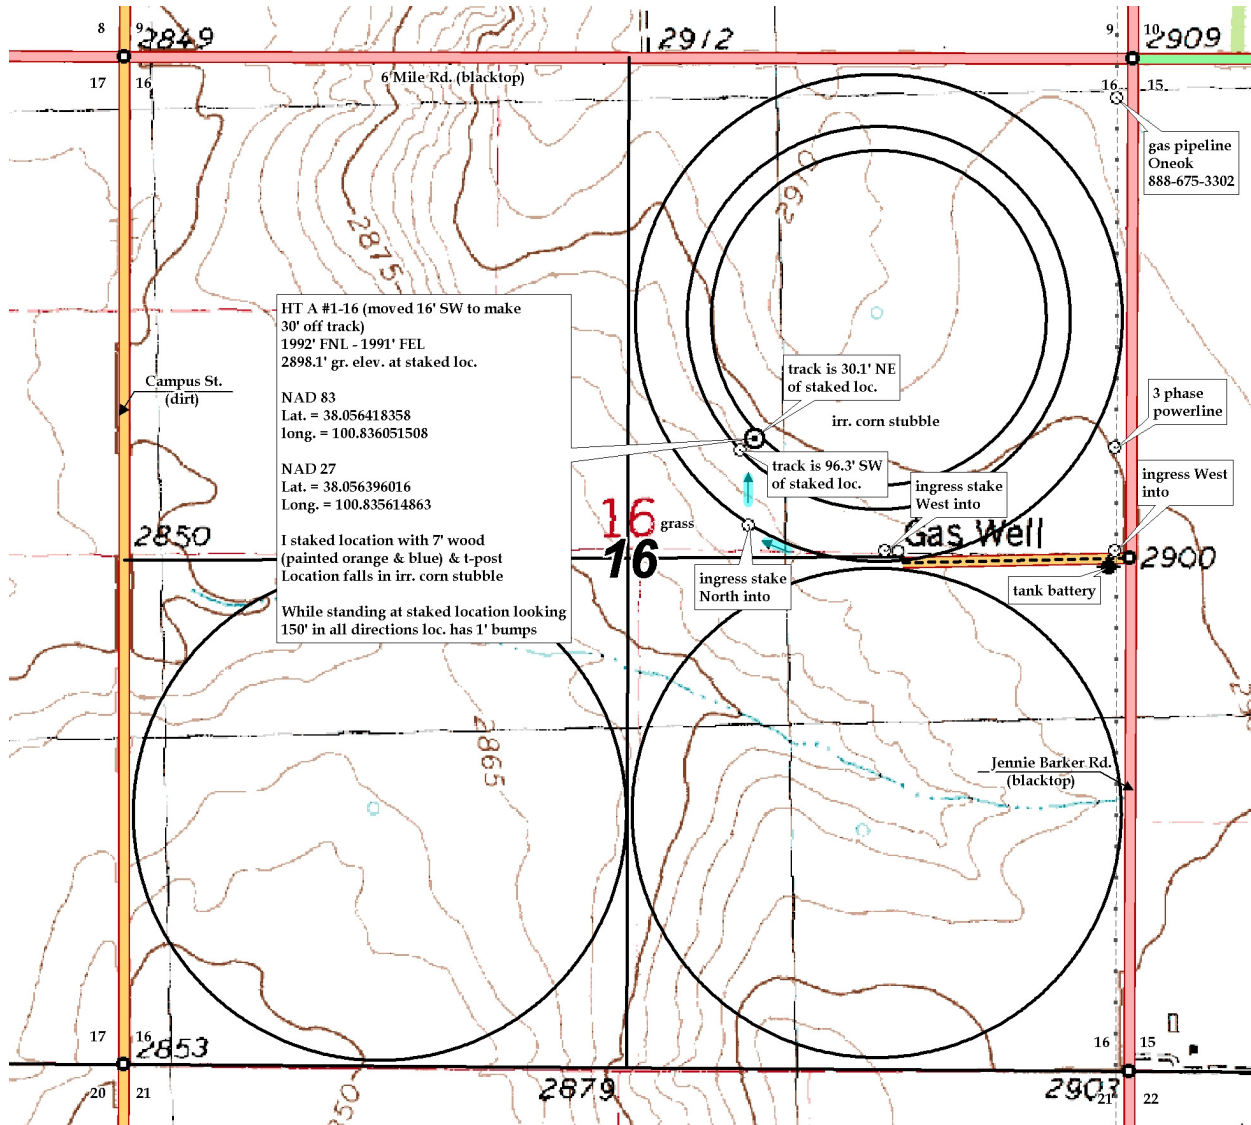 8
9
2849
2912
9
10
2909
17
16
6 Mile Rd. (blacktop)
16
15
gas pipeline
Oneok
888-675-3302
2910
2875
HT A #1-16 (moved 16' SW to make
30' off track)
1992' FNL - 1991' FEL
2898.1' gr. elev. at staked loc.
NAD 83
Lat. = 38.056418358
long. = 100.836051508
NAD 27
Lat. = 38.056396016
Long. = 100.835614863
I staked location with 7' wood
(painted orange & blue) & t-post
Location falls in irr. corn stubble
While standing at staked location looking
150' in all directions loc. has 1' bumps
Campus St.
(dirt)
track is 30.1' NE
of staked loc.
irr. corn stubble
3 phase
powerline
track is 96.3' SW
of staked loc.
ingress stake
West into
ingress West
into
16
grass
16
2850
Gas Well
2900
ingress stake
North into
tank battery
2865
Jennie Barker Rd.
(blacktop)
17
16
2853
16
15
20
21
2850
2879
2903
21
22